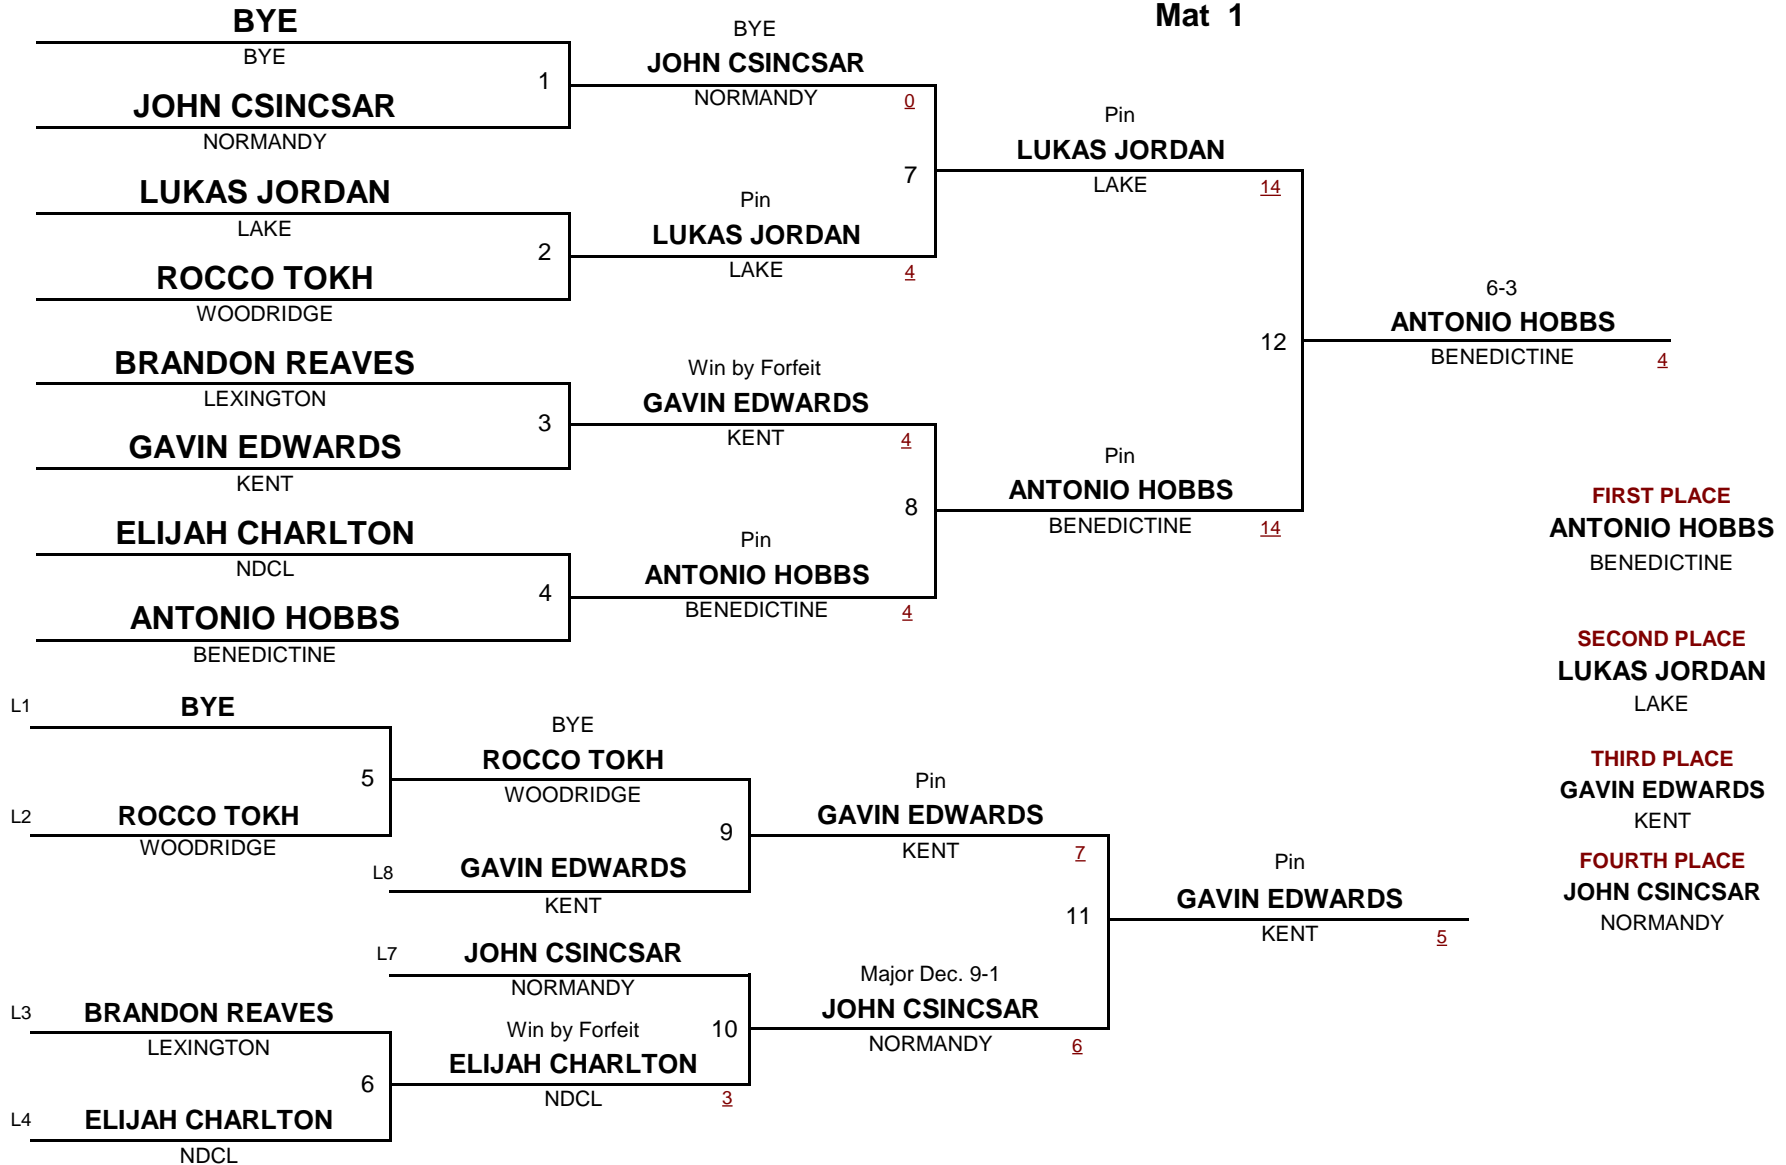 Mat 1
BYE
BYE
1
JOHN CSINCSAR
NORMANDY
LUKAS JORDAN
LAKE
2
ROCCO TOKH
WOODRIDGE
BRANDON REAVES
LEXINGTON
3
GAVIN EDWARDS
KENT
ELIJAH CHARLTON
NDCL
4
ANTONIO HOBBS
BENEDICTINE
BYE
JOHN CSINCSAR
NORMANDY 0
7
Pin
LUKAS JORDAN
LAKE 4
Win by Forfeit
GAVIN EDWARDS
KENT 4
8
Pin
ANTONIO HOBBS
BENEDICTINE 4
Pin
LUKAS JORDAN
LAKE 14
12
Pin
ANTONIO HOBBS
BENEDICTINE 14
6-3
ANTONIO HOBBS
BENEDICTINE 4
FIRST PLACE
ANTONIO HOBBS
BENEDICTINE
SECOND PLACE
LUKAS JORDAN
LAKE
THIRD PLACE
GAVIN EDWARDS
KENT
FOURTH PLACE
JOHN CSINCSAR
NORMANDY
L1 BYE
5
L2 ROCCO TOKH
WOODRIDGE
BYE
ROCCO TOKH
WOODRIDGE
9
L8 GAVIN EDWARDS
KENT
L7 JOHN CSINCSAR
NORMANDY
10
Win by Forfeit
ELIJAH CHARLTON
NDCL 3
L3 BRANDON REAVES
LEXINGTON
6
L4 ELIJAH CHARLTON
NDCL
Pin
GAVIN EDWARDS
KENT 7
11
Major Dec. 9-1
JOHN CSINCSAR
NORMANDY 6
Pin
GAVIN EDWARDS
KENT 5